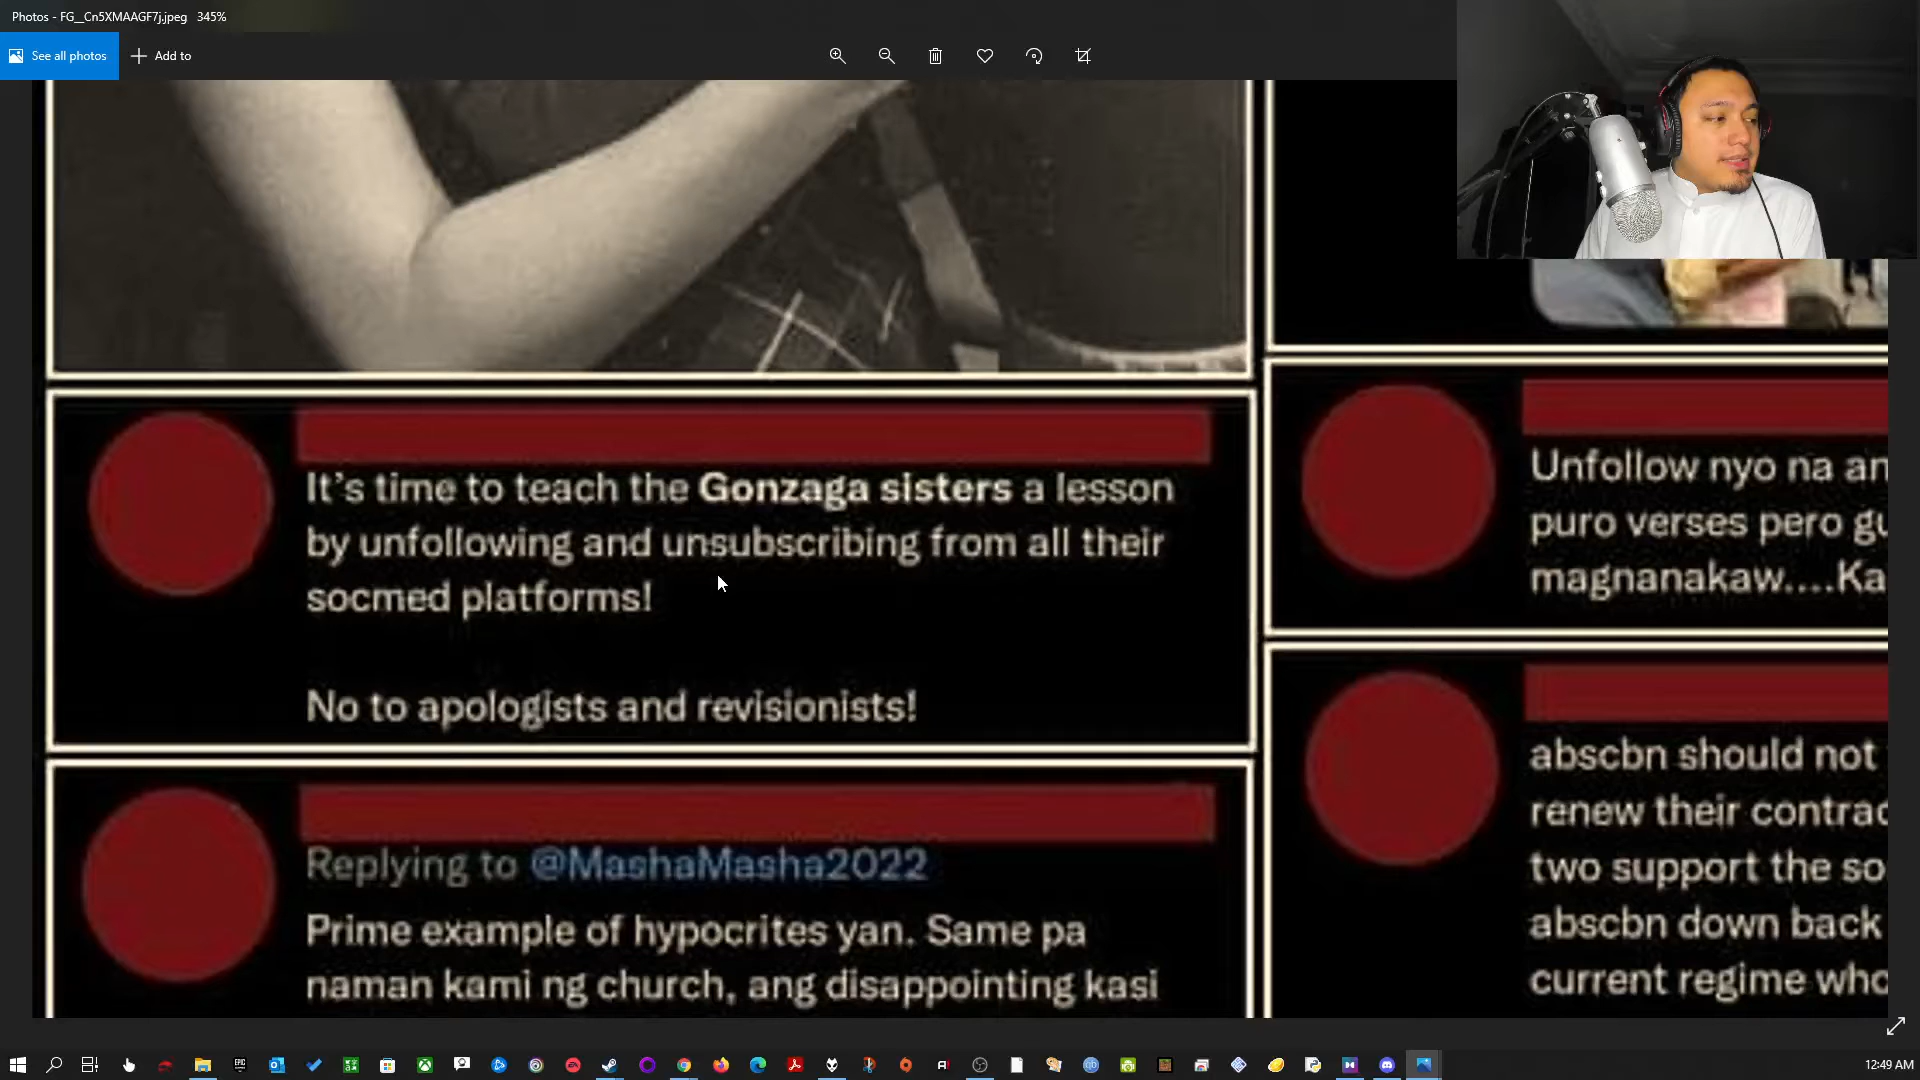 Photos - FG__Cn5XMAAGF7j.jpeg 345%
See all photos
Add to
It's time to teach the Gonzaga sisters a lesson
by unfollowing and unsubscribing from all their
socmed platforms!
No to apologists and revisionists!
Replying to @MashaMasha2022
Prime example of hypocrites yan. Same pa
naman kami ng church, ang disappointing kasi
Unfollow nyo na an
puro verses pero gu
magnanakaw....Ka
abscbn should not
renew their contrac
two support the so
abscbn down back
current regime who
12:49 AM